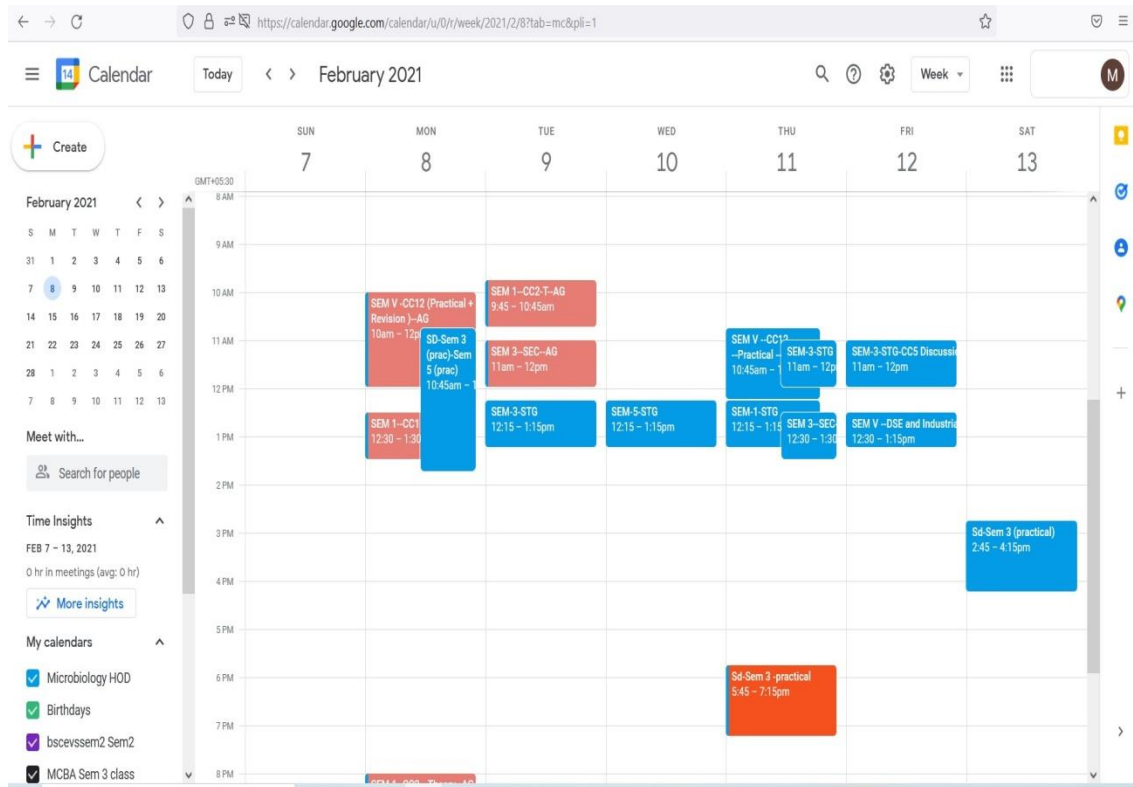 https://calendar.google.com/calendar/u/0/r/week/2021/2/8?tab=mc&pli=1
14 Calendar Today February 2021 Week M
Create
February 2021
S M T W T F S
31 1 2 3 4 5 6
7 8 9 10 11 12 13
14 15 16 17 18 19 20
21 22 23 24 25 26 27
28 1 2 3 4 5 6
7 8 9 10 11 12 13
Meet with...
Search for people
Time Insights
FEB 7 – 13, 2021
0 hr in meetings (avg: 0 hr)
More insights
My calendars
Microbiology HOD
Birthdays
bscevssem2 Sem2
MCBA Sem 3 class
SUN MON TUE WED THU FRI SAT
7 8 9 10 11 12 13
GMT+05:30
8 AM
9 AM
10 AM
11 AM
12 PM
1 PM
2 PM
3 PM
4 PM
5 PM
6 PM
7 PM
8 PM
SEM V -CC12 (Practical +
Revision )--AG
10am – 12p
SD-Sem 3
(prac)-Sem
5 (prac)
10:45am – 1
SEM 1--CC1
12:30 – 1:30
SEM 1--CC2-T--AG
9:45 – 10:45am
SEM 3--SEC--AG
11am – 12pm
SEM-3-STG
12:15 – 1:15pm
SEM-5-STG
12:15 – 1:15pm
SEM V --CC12
--Practical --
10:45am – 1
SEM-3-STG
11am – 12p
SEM-1-STG
12:15 – 1:15
SEM 3--SEC-
12:30 – 1:30
Sd-Sem 3 -practical
5:45 – 7:15pm
SEM-3-STG-CC5 Discussio
11am – 12pm
SEM V --DSE and Industria
12:30 – 1:15pm
Sd-Sem 3 (practical)
2:45 – 4:15pm